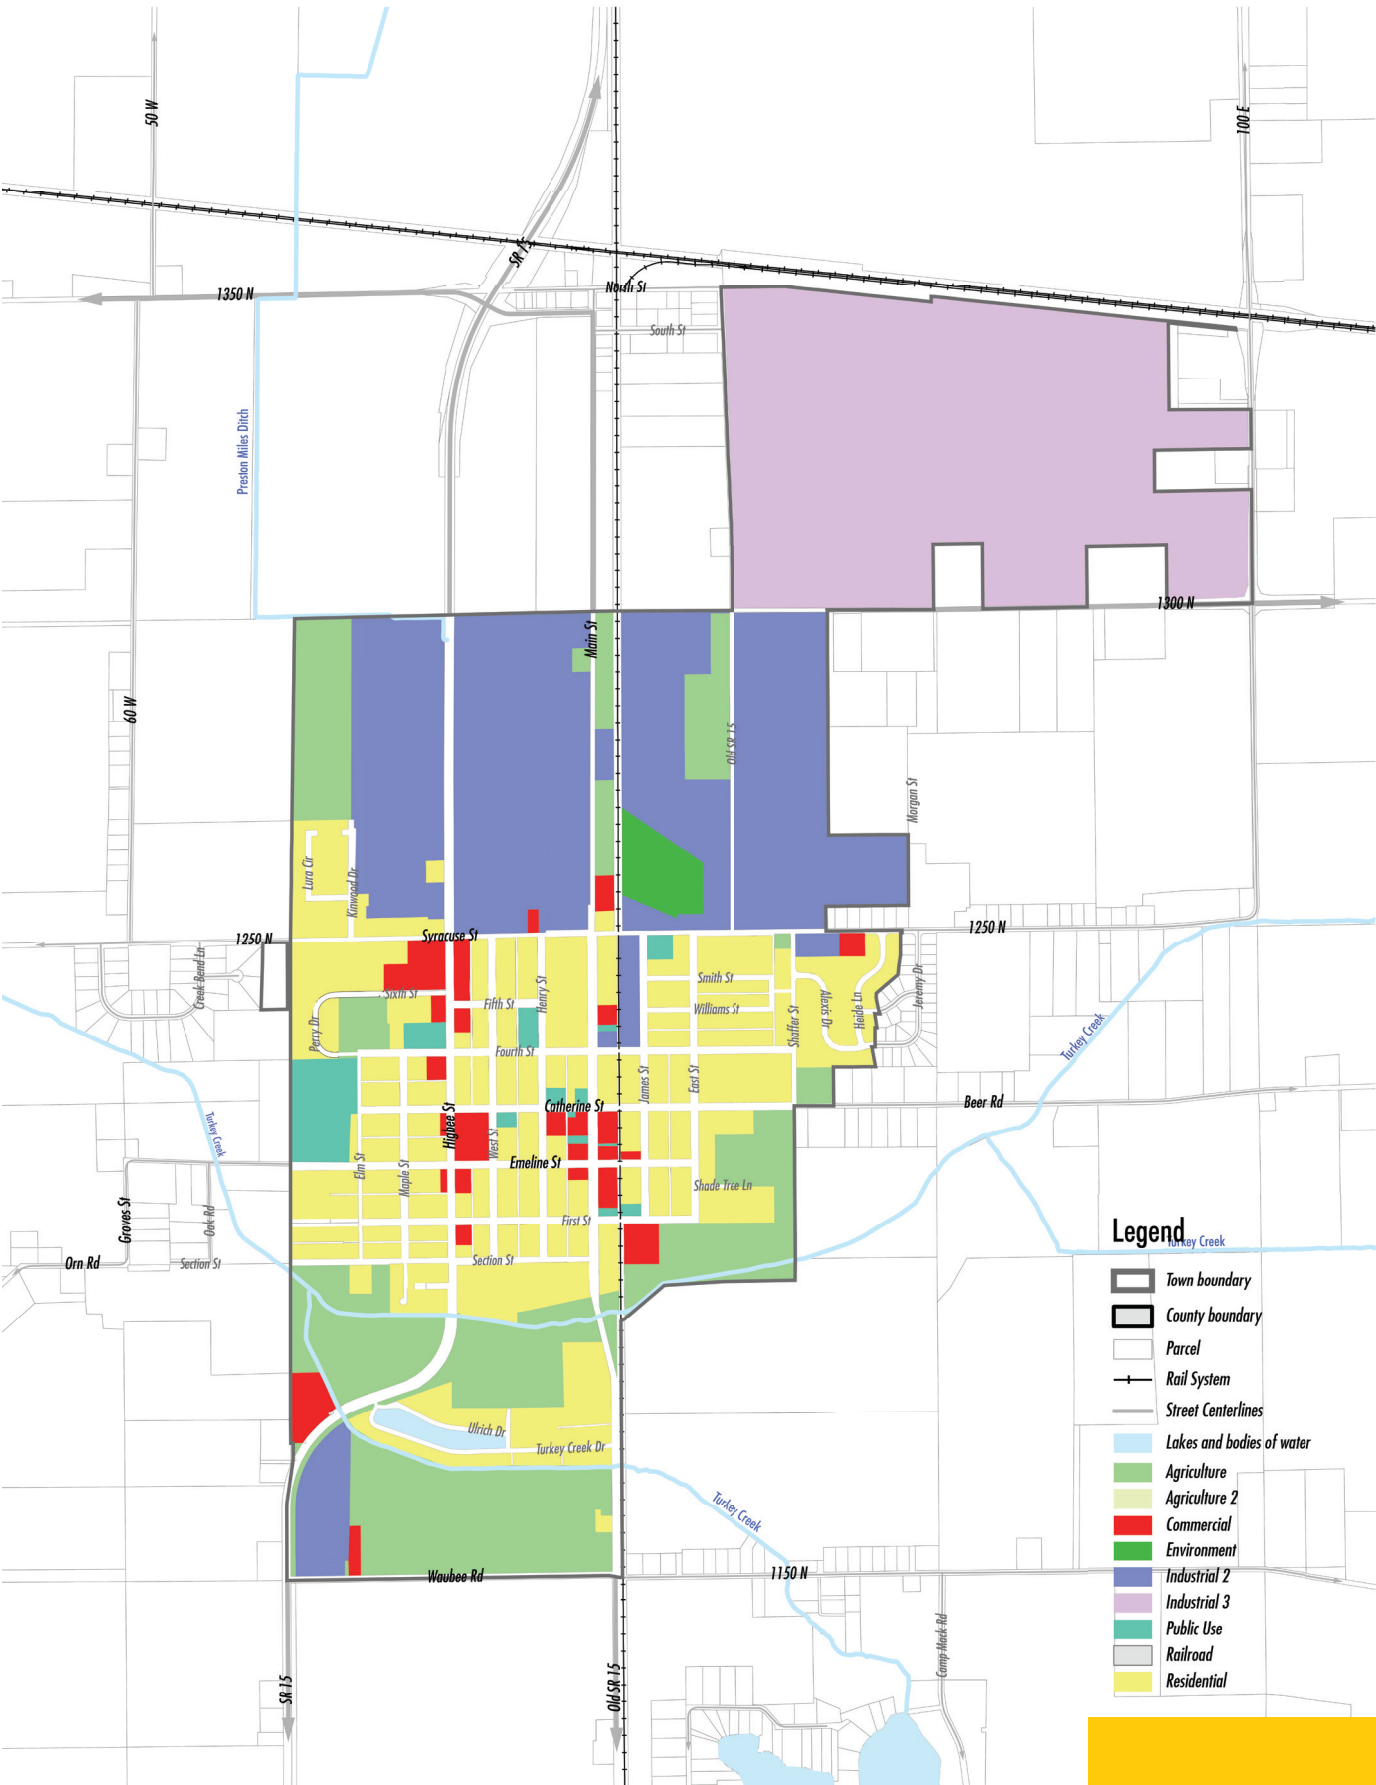 50 W
100 E
SR 15
1350 N
North St
South St
Preston Miles Ditch
1300 N
Main St
60 W
Old SR 15
Morgan St
Lura Cir
Kinwood Dr
1250 N
Syracuse St
1250 N
Creek Bend Ln
Sixth St
Fifth St
Henry St
Smith St
Williams St
Shaffer St
Alexis Dr
Heide Ln
Jeremy Dr
Perry Dr
Fourth St
Turkey Creek
James St
East St
Turkey Creek
Higbee St
Catherine St
Beer Rd
West St
Elm St
Maple St
Emeline St
Shade Tree Ln
Groves St
Oak Rd
First St
Orn Rd
Section St
Section St
Legend
Turkey Creek
Town boundary
County boundary
Parcel
Rail System
Street Centerlines
Lakes and bodies of water
Agriculture
Agriculture 2
Commercial
Environment
Industrial 2
Industrial 3
Public Use
Railroad
Residential
Ulrich Dr
Turkey Creek Dr
Turkey Creek
Waubee Rd
1150 N
Camp Mack Rd
SR 15
Old SR 15